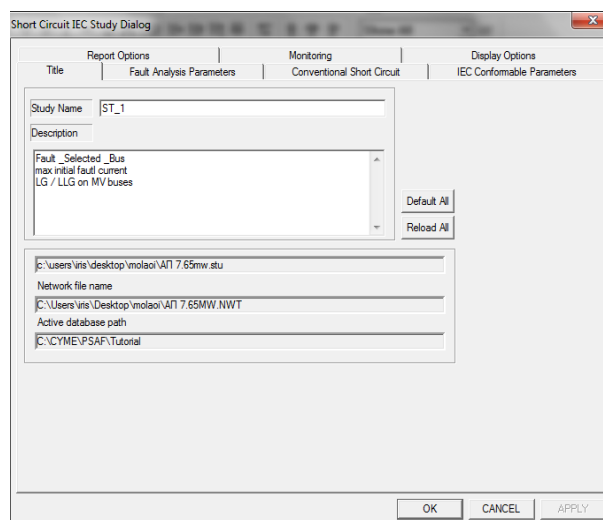 Short Circuit IEC Study Dialog
Report Options Monitoring Display Options
Title Fault Analysis Parameters Conventional Short Circuit IEC Conformable Parameters
Study Name ST_1
Description
Fault _Selected _Bus
max initial fautl current
LG / LLG on MV buses
Default All
Reload All
c:\users\iris\desktop\molaoi\ΑΠ 7.65mw.stu
Network file name
C:\Users\iris\Desktop\molaoi\ΑΠ 7.65MW.NWT
Active database path
C:\CYME\PSAF\Tutorial
OK CANCEL APPLY